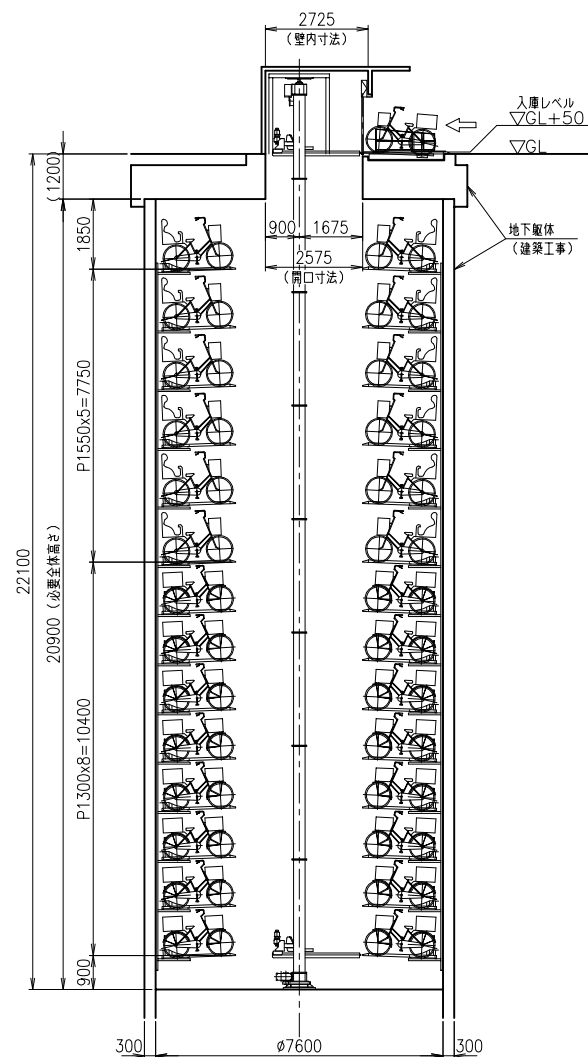 2725
(壁内寸法)
入庫レベル
▽GL+50
▽GL
(1200)
1850
900
1675
2575
(開口寸法)
地下躯体
(建築工事)
P1550x5=7750
22100
20900 (必要全体高さ)
P1300x8=10400
900
300
ø7600
300